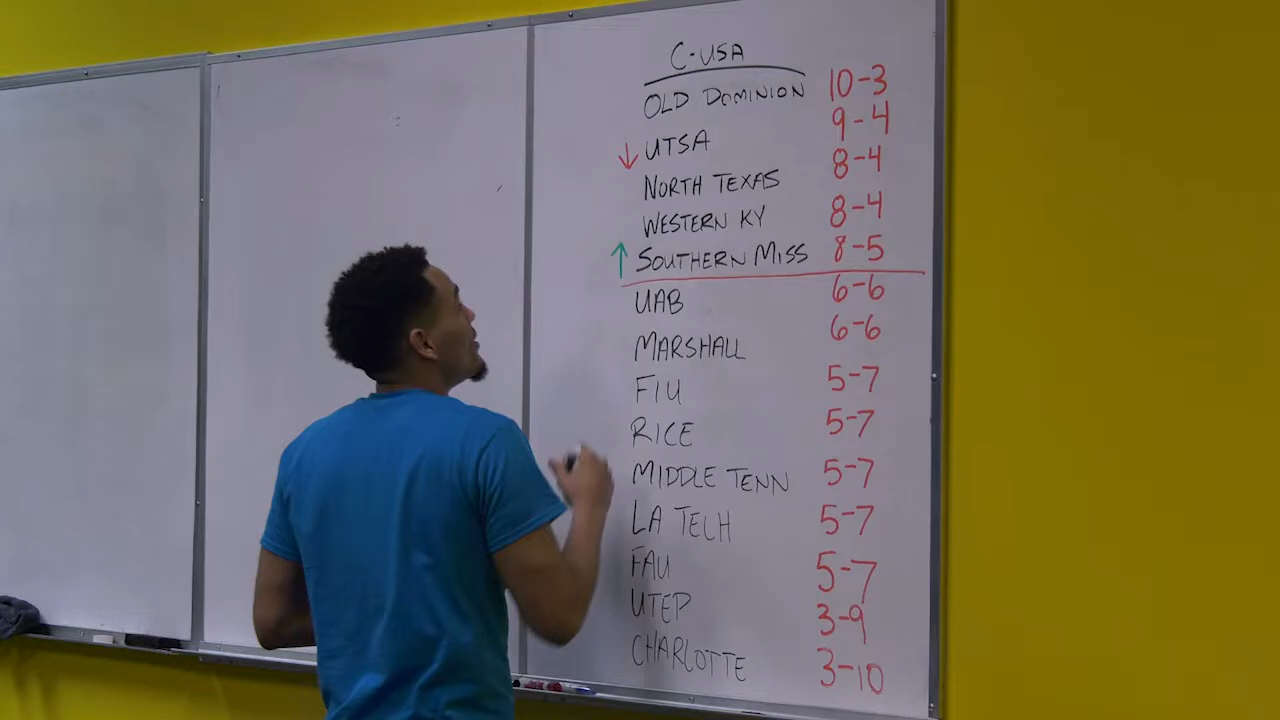 C-USA
OLD DOMINION 10-3
↓ UTSA 9-4
NORTH TEXAS 8-4
WESTERN KY 8-4
↑ SOUTHERN MISS 8-5
UAB 6-6
MARSHALL 6-6
FIU 5-7
RICE 5-7
MIDDLE TENN 5-7
LA TECH 5-7
FAU 5-7
UTEP 3-9
CHARLOTTE 3-10